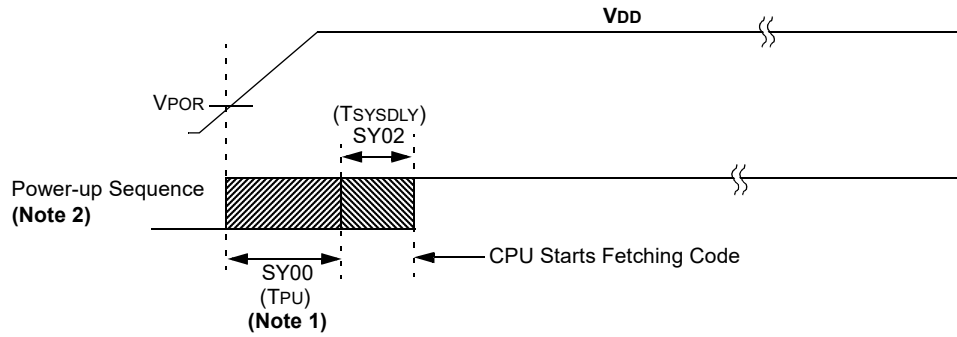 VDD
VPOR
(TSYSDLY)
SY02
Power-up Sequence
(Note 2)
CPU Starts Fetching Code
SY00
(TPU)
(Note 1)